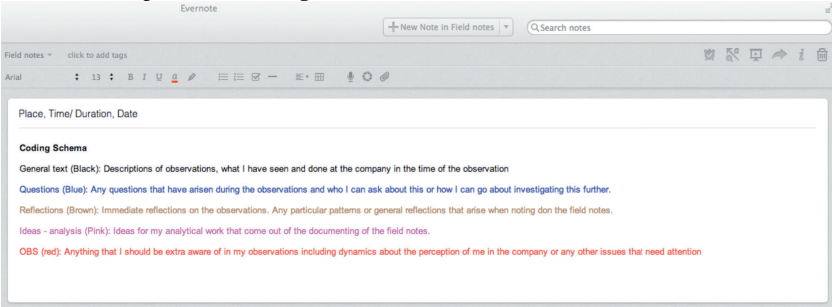 Evernote
New Note in Field notes
Search notes
Field notes click to add tags
Arial 13 B I U a
Place, Time/ Duration, Date
Coding Schema
General text (Black): Descriptions of observations, what I have seen and done at the company in the time of the observation
Questions (Blue): Any questions that have arisen during the observations and who I can ask about this or how I can go about investigating this further.
Reflections (Brown): Immediate reflections on the observations. Any particular patterns or general reflections that arise when noting don the field notes.
Ideas - analysis (Pink): Ideas for my analytical work that come out of the documenting of the field notes.
OBS (red): Anything that I should be extra aware of in my observations including dynamics about the perception of me in the company or any other issues that need attention